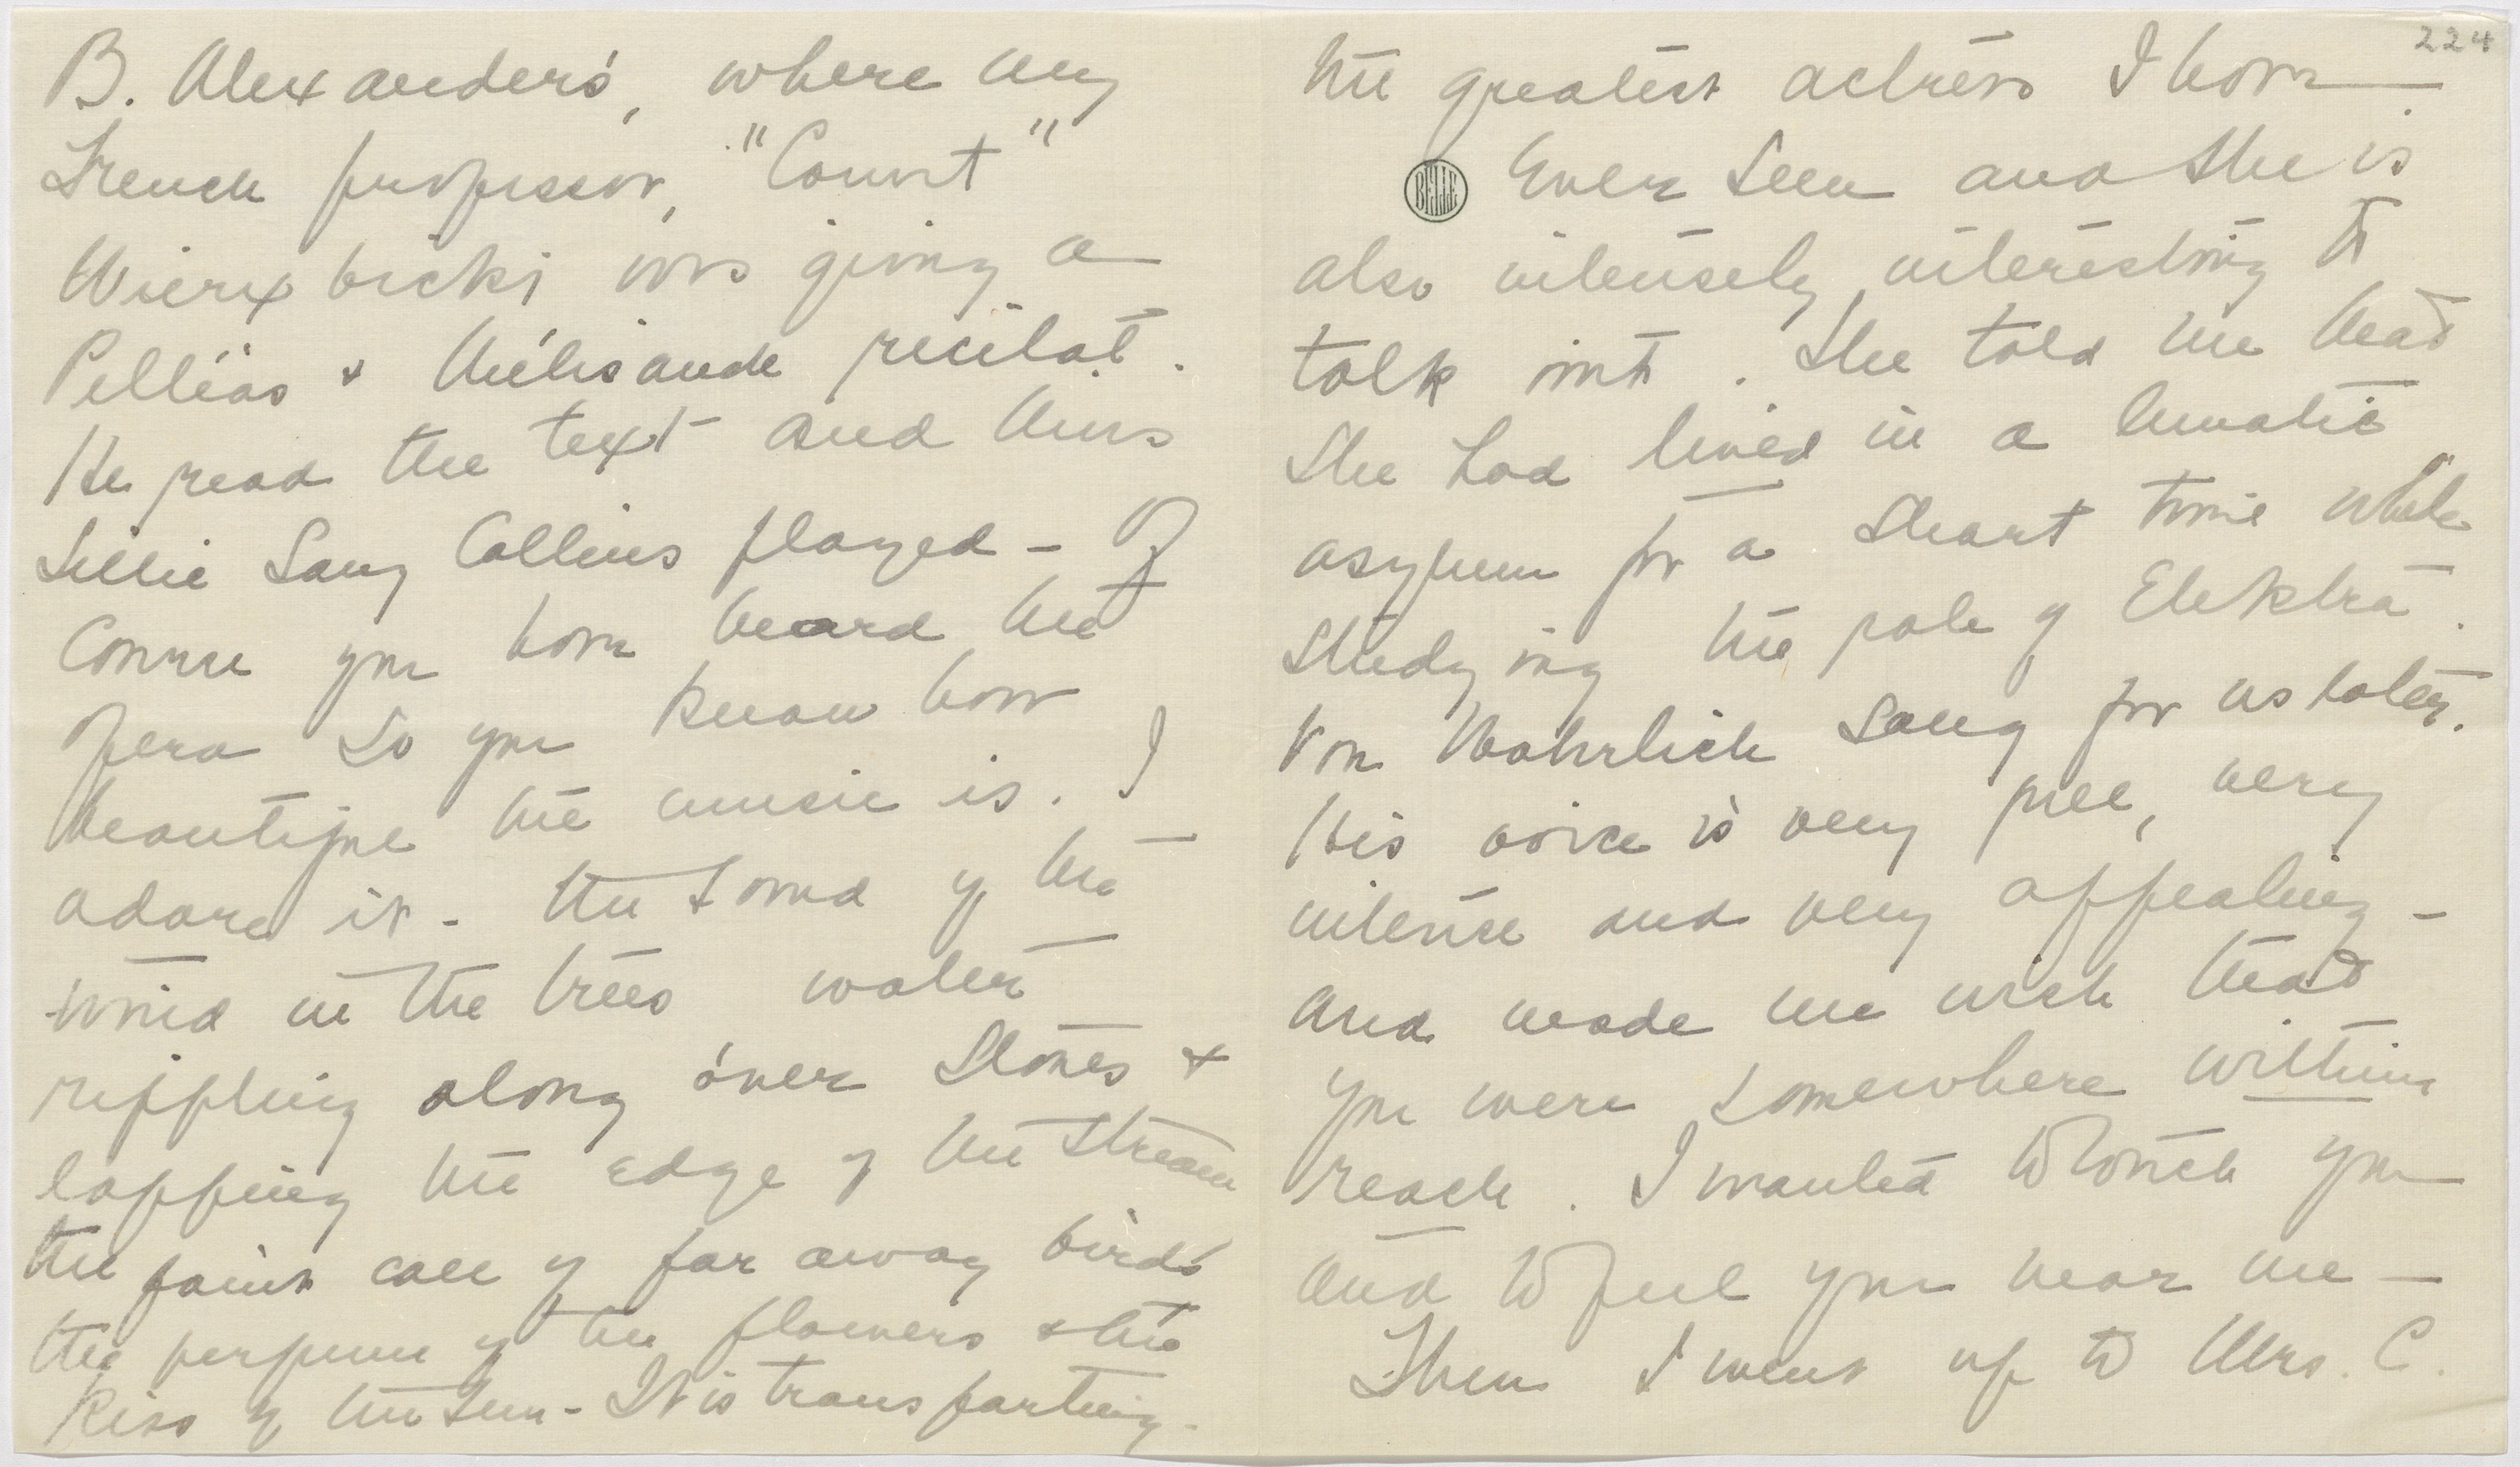 B. Alexander's, where my
French professor, "Count"
Wierzbicki was giving a
Pelléas & Mélisande recital.
He read the text and Mrs
Lillie Lang Collins played – Of
Course you have heard the
Opera So you know how
beautiful the music is. I
adore it – the sound of the
wind in the trees water
rippling along over Stones &
lapping the edge of the stream
the faint call of far away birds
the perfume of the flowers & the
Kiss of the Sun – It is transporting –
224
the greatest actress I have
BELLE
Ever Seen and She is
also intensely interesting to
talk with. She told me that
She had lived in a lunatic
asylum for a Short time while
Studying the role of Elektra.
Von Wahrlich Sang for us later.
His voice is very free, very
intense and very appealing –
and made me wish that
you were somewhere within
reach. I wanted to touch you
and to feel you near me –
Then I went up to Mrs. C.